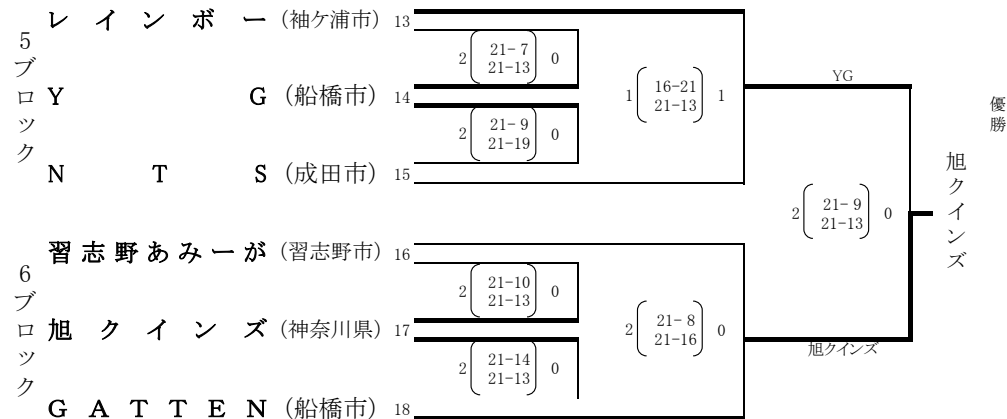 5ブロック
レインボー (袖ケ浦市) 13
2 21-7 0
21-13
YG (船橋市) 14
2 21-9 0
21-19
NTS (成田市) 15
1 16-21 1
21-13
YG
6ブロック
習志野あみーが (習志野市) 16
2 21-10 0
21-13
旭クインズ (神奈川県) 17
2 21-14 0
21-13
GATTEN (船橋市) 18
2 21-8 0
21-16
旭クインズ
2 21-9 0
21-13
優勝
旭クインズ